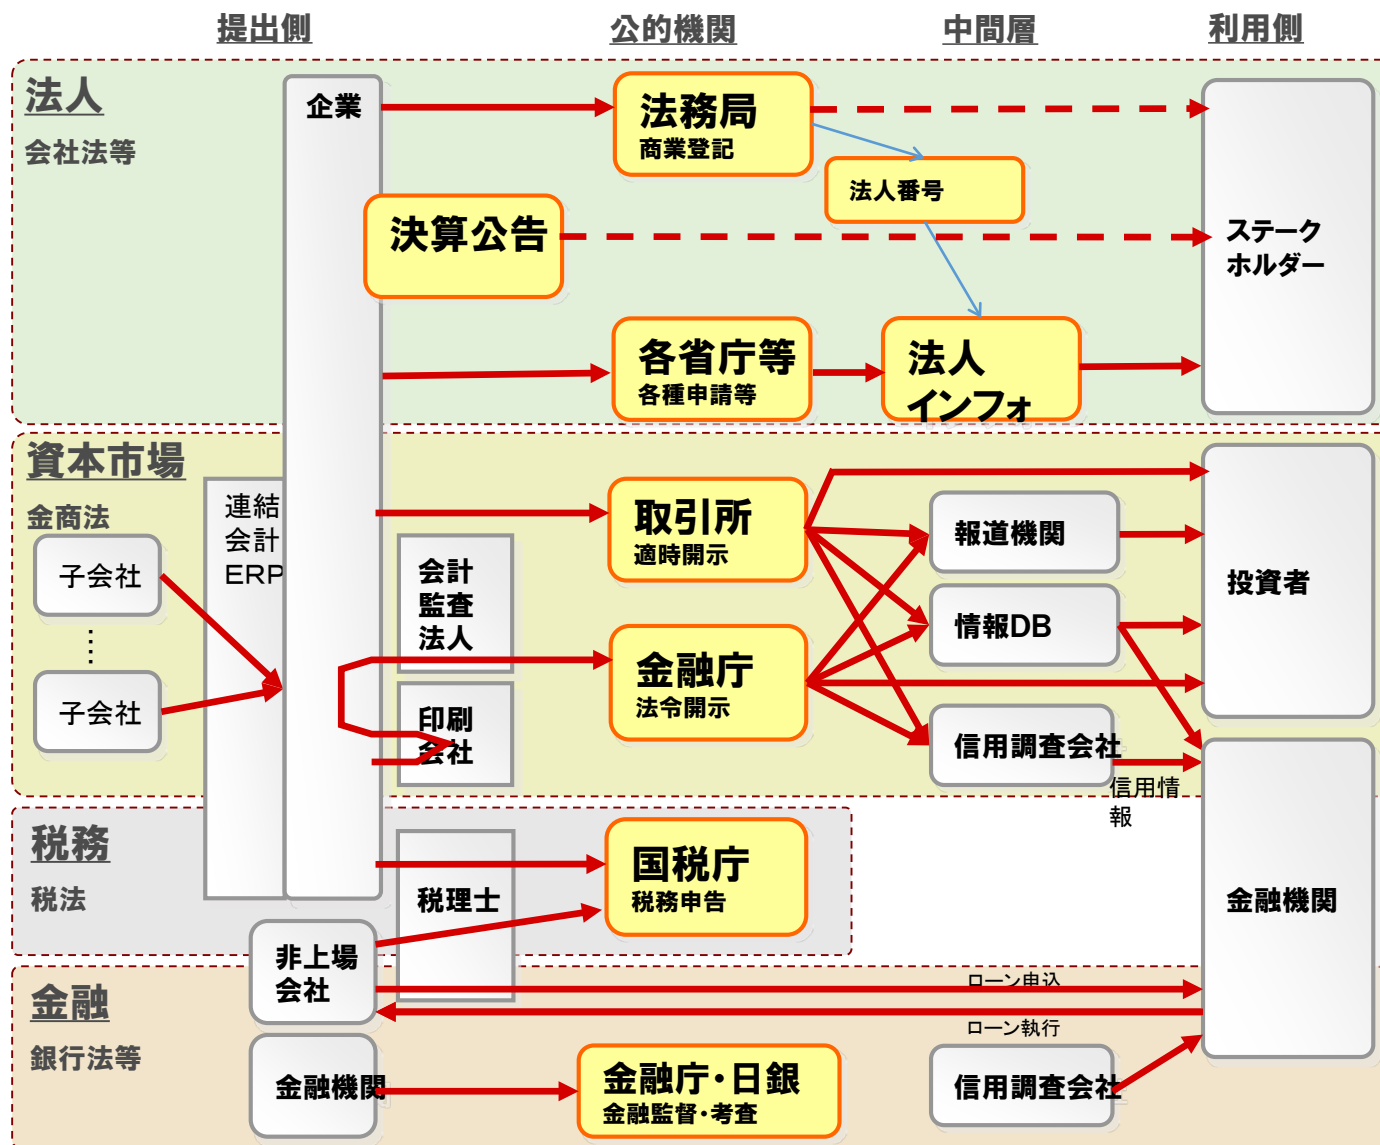 提出側
公的機関
中間層
利用側
法人
会社法等
企業
法務局
商業登記
法人番号
決算公告
ステーク
ホルダー
各省庁等
各種申請等
法人
インフォ
資本市場
金商法
連結
会計
ERP
子会社
子会社
会計
監査
法人
印刷
会社
取引所
適時開示
金融庁
法令開示
報道機関
情報DB
信用調査会社
信用情
報
投資者
税務
税法
税理士
国税庁
税務申告
金融機関
金融
銀行法等
非上場
会社
ローン申込
ローン執行
金融機関
金融庁・日銀
金融監督・考査
信用調査会社